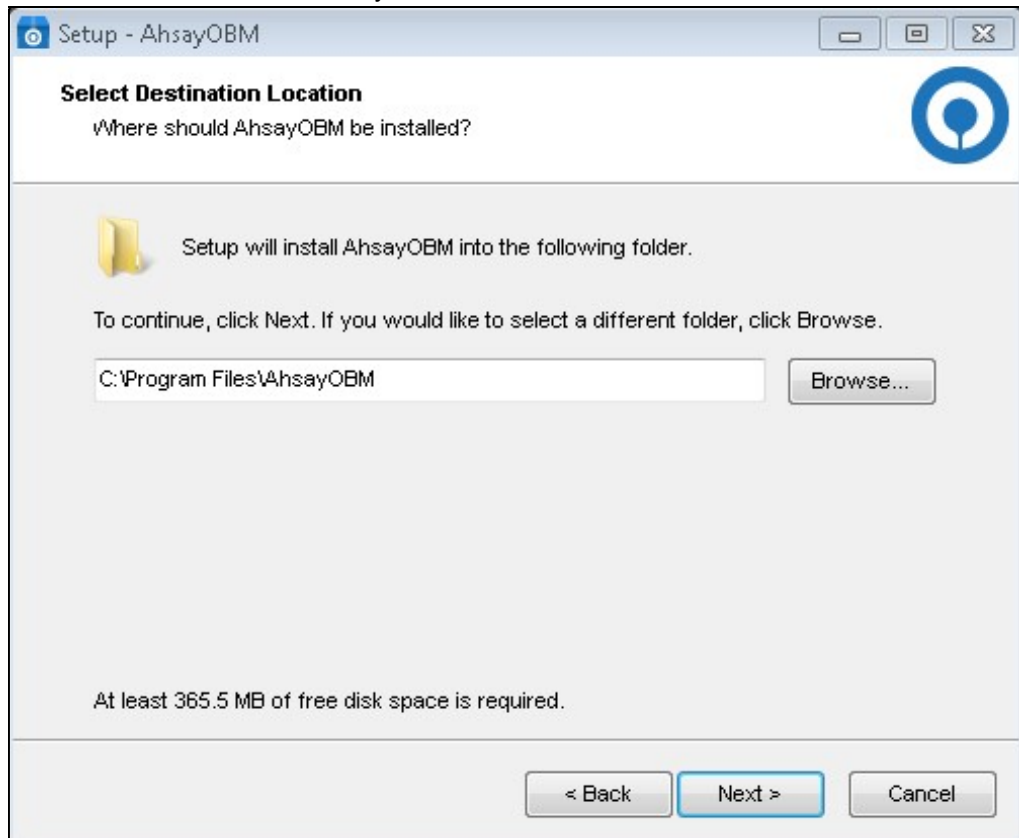 Setup - AhsayOBM
Select Destination Location
Where should AhsayOBM be installed?
Setup will install AhsayOBM into the following folder.
To continue, click Next. If you would like to select a different folder, click Browse.
C:\Program Files\AhsayOBM
Browse...
At least 365.5 MB of free disk space is required.
< Back
Next >
Cancel